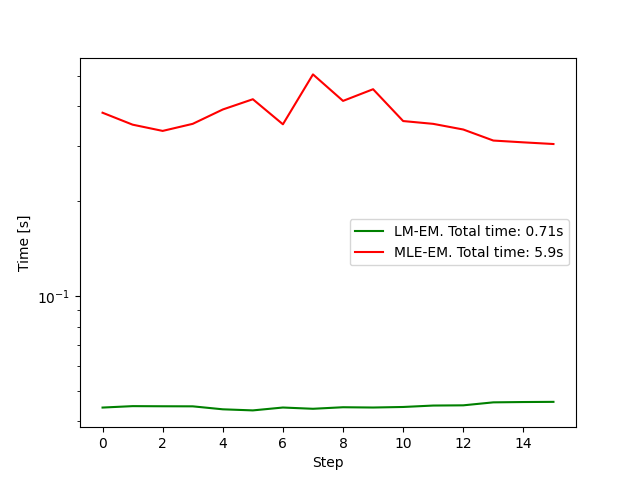 Time [s]
10⁻¹
LM-EM. Total time: 0.71s
MLE-EM. Total time: 5.9s
0 2 4 6 8 10 12 14
Step